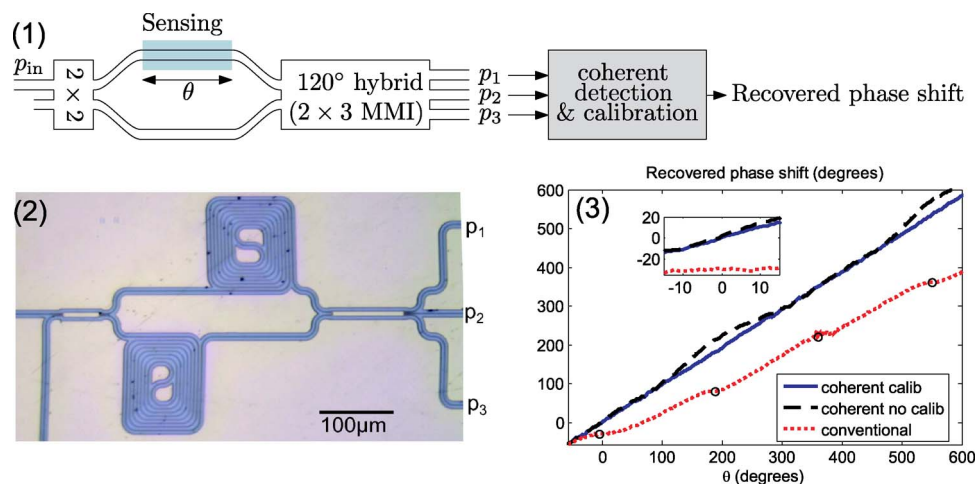 (1)
Sensing
p_in
2 × 2
θ
120° hybrid
(2 × 3 MMI)
p_1
p_2
p_3
coherent
detection
& calibration
Recovered phase shift
(2)
p_1
p_2
p_3
100µm
Recovered phase shift (degrees)
(3)
600
500
400
300
200
100
0
20
0
-20
-10
0
10
coherent calib
coherent no calib
conventional
0
100
200
300
400
500
600
θ (degrees)